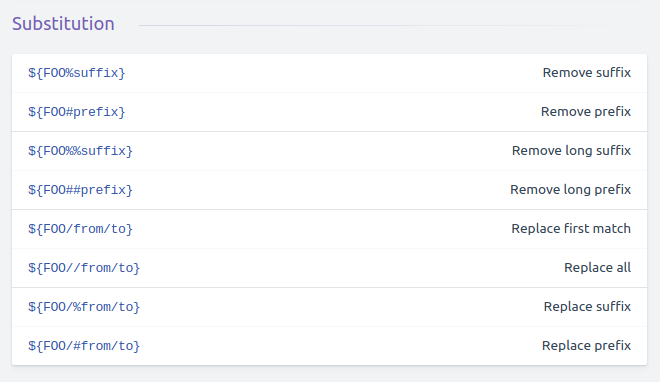 Substitution
${FOO%suffix} Remove suffix
${FOO#prefix} Remove prefix
${FOO%%suffix} Remove long suffix
${FOO##prefix} Remove long prefix
${FOO/from/to} Replace first match
${FOO//from/to} Replace all
${FOO/%from/to} Replace suffix
${FOO/#from/to} Replace prefix